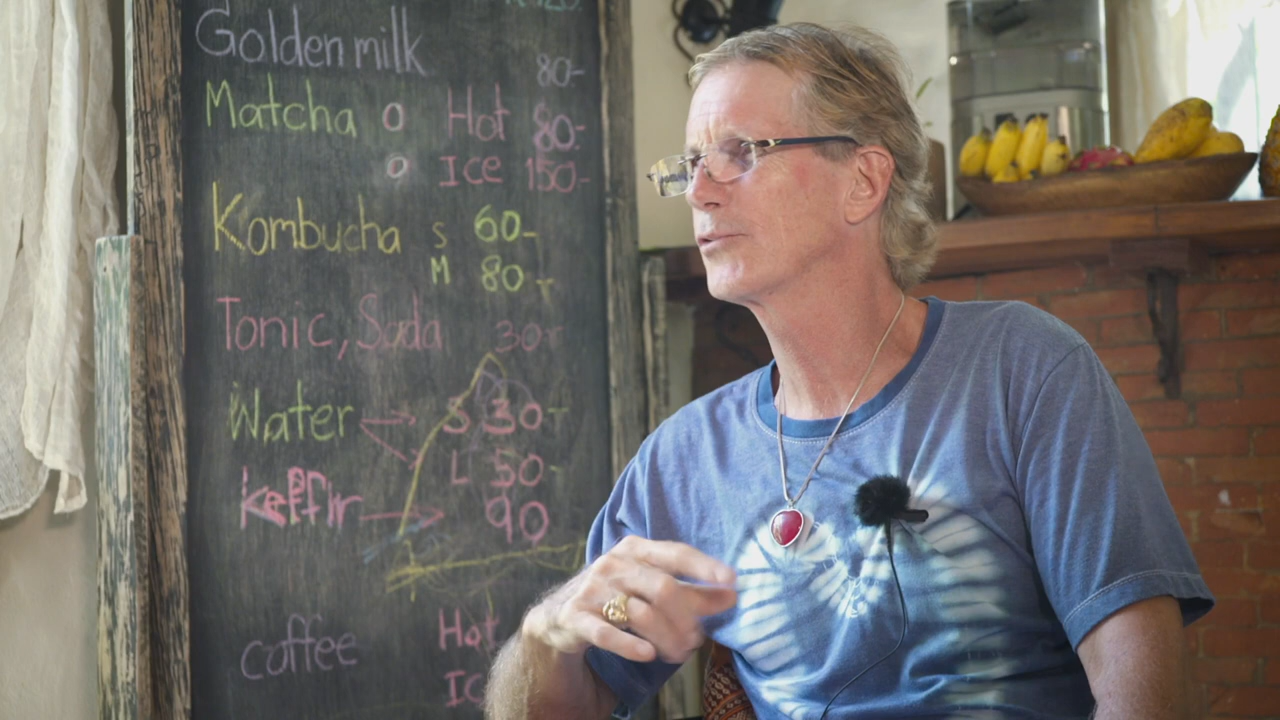 Golden milk 80-
Matcha o Hot 80-
o Ice 150-
Kombucha S 60-
M 80-
Tonic, Soda 30-
Water S 30-
L 50-
Keffir 90
coffee Hot